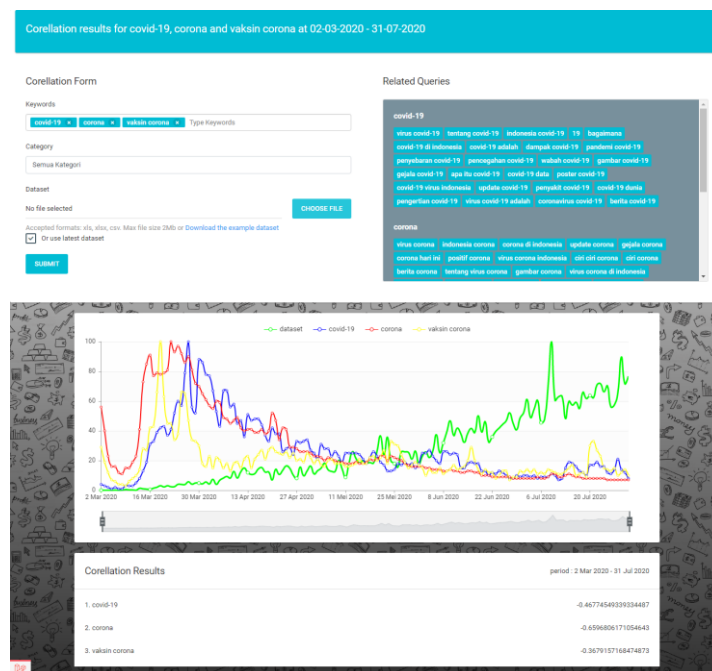 Corellation results for covid-19, corona and vaksin corona at 02-03-2020 - 31-07-2020
Corellation Form
Keywords
covid-19 × corona × vaksin corona × Type Keywords
Category
Semua Kategori
Dataset
No file selected
CHOOSE FILE
Accepted formats: xls, xlsx, csv. Max file size 2Mb or Download the example dataset
Or use latest dataset
SUBMIT
Related Queries
covid-19
virus covid-19 tentang covid-19 indonesia covid-19 19 bagaimana
covid-19 di indonesia covid-19 adalah dampak covid-19 pandemi covid-19
penyebaran covid-19 pencegahan covid-19 wabah covid-19 gambar covid-19
gejala covid-19 apa itu covid-19 covid-19 data poster covid-19
covid-19 virus indonesia update covid-19 penyakit covid-19 covid-19 dunia
pengertian covid-19 virus covid-19 adalah coronavirus covid-19 berita covid-19
corona
virus corona indonesia corona corona di indonesia update corona gejala corona
corona hari ini positif corona virus corona indonesia ciri ciri corona ciri corona
berita corona tentang virus corona gambar corona virus corona di indonesia
dataset covid-19 corona vaksin corona
100
80
60
40
20
0
2 Mar 2020 16 Mar 2020 30 Mar 2020 13 Apr 2020 27 Apr 2020 11 Mei 2020 25 Mei 2020 8 Jun 2020 22 Jun 2020 6 Jul 2020 20 Jul 2020
Corellation Results
period : 2 Mar 2020 - 31 Jul 2020
1. covid-19 -0.46774549339334487
2. corona -0.6596806171054643
3. vaksin corona -0.3679157168474873